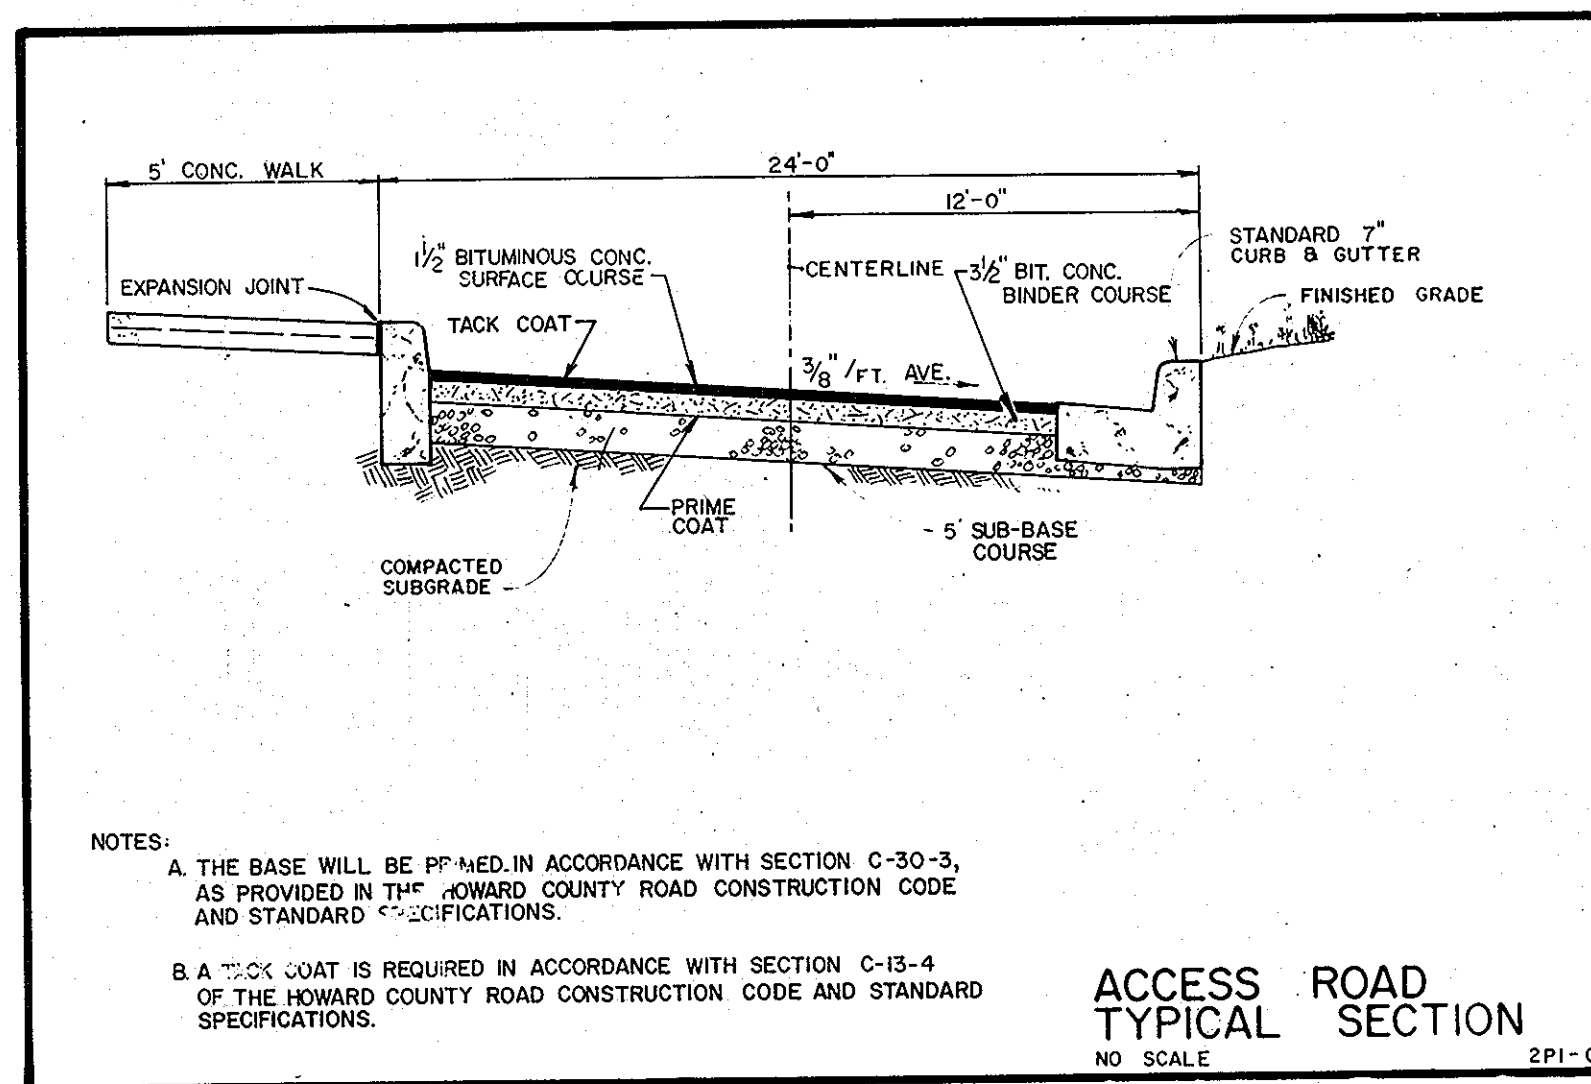 5' CONC. WALK
24'-0"
12'-0"
1 1/2" BITUMINOUS CONC.
SURFACE COURSE
CENTERLINE
3 1/2" BIT. CONC.
BINDER COURSE
STANDARD 7"
CURB & GUTTER
EXPANSION JOINT
FINISHED GRADE
TACK COAT
3/8" /FT. AVE.
PRIME
COAT
5' SUB-BASE
COURSE
COMPACTED
SUBGRADE
NOTES:
A. THE BASE WILL BE PRIMED IN ACCORDANCE WITH SECTION C-30-3,
AS PROVIDED IN THE HOWARD COUNTY ROAD CONSTRUCTION CODE
AND STANDARD SPECIFICATIONS.
B. A TACK COAT IS REQUIRED IN ACCORDANCE WITH SECTION C-13-4
OF THE HOWARD COUNTY ROAD CONSTRUCTION CODE AND STANDARD
SPECIFICATIONS.
ACCESS ROAD
TYPICAL SECTION
NO SCALE